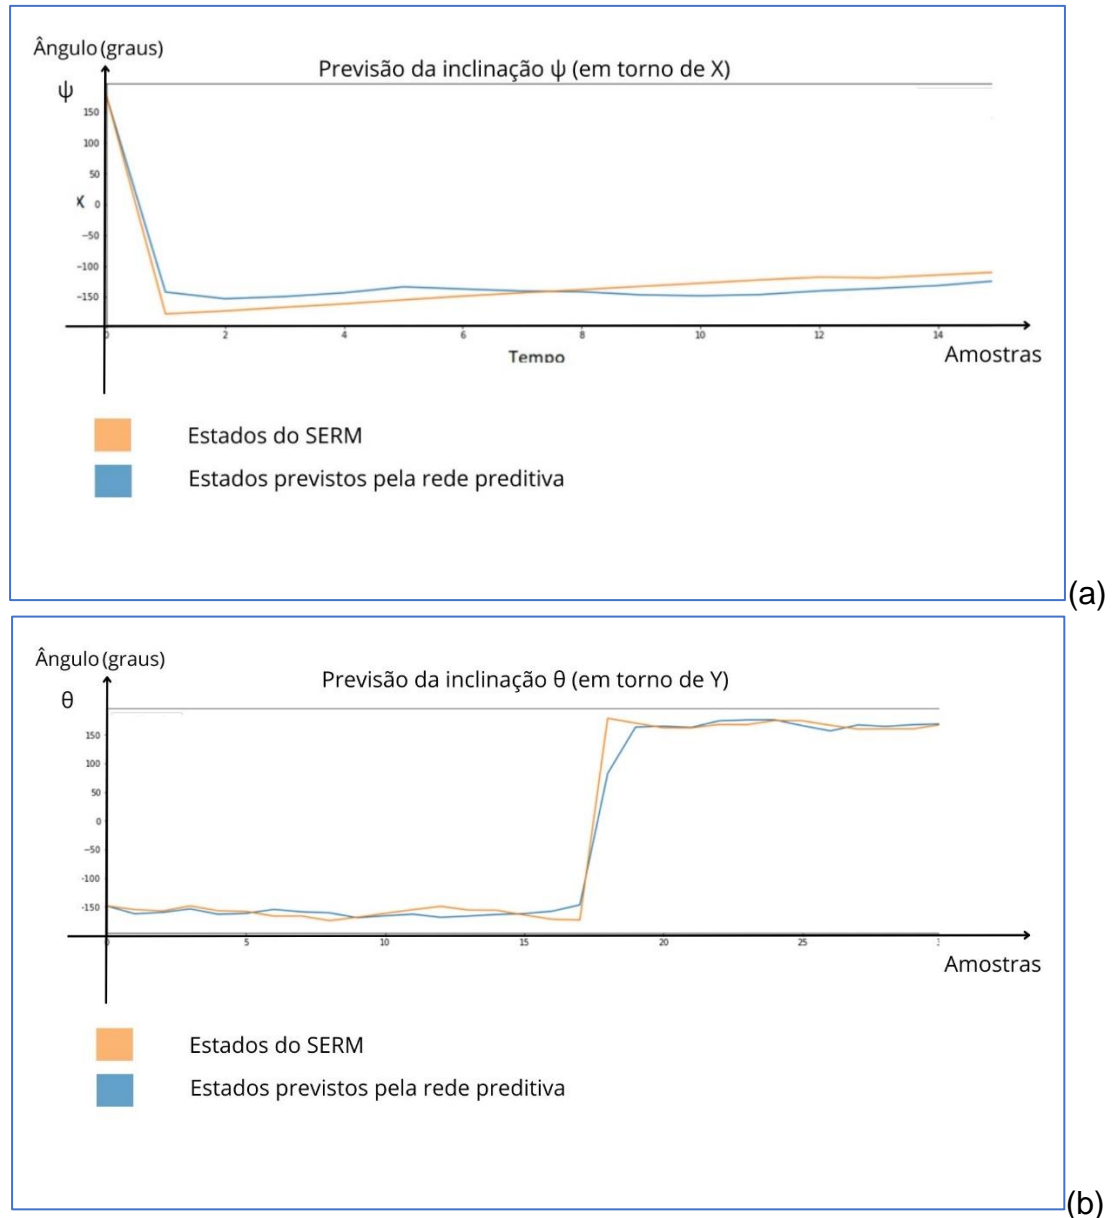 Ângulo (graus)
Previsão da inclinação ψ (em torno de X)
ψ
150
100
50
0
−50
−100
−150
0 2 4 6 8 10 12 14
Tempo
Amostras
Estados do SERM
Estados previstos pela rede preditiva
(a)
Ângulo (graus)
Previsão da inclinação θ (em torno de Y)
θ
150
100
50
0
−50
-100
-150
0 5 10 15 20 25
Amostras
Estados do SERM
Estados previstos pela rede preditiva
(b)